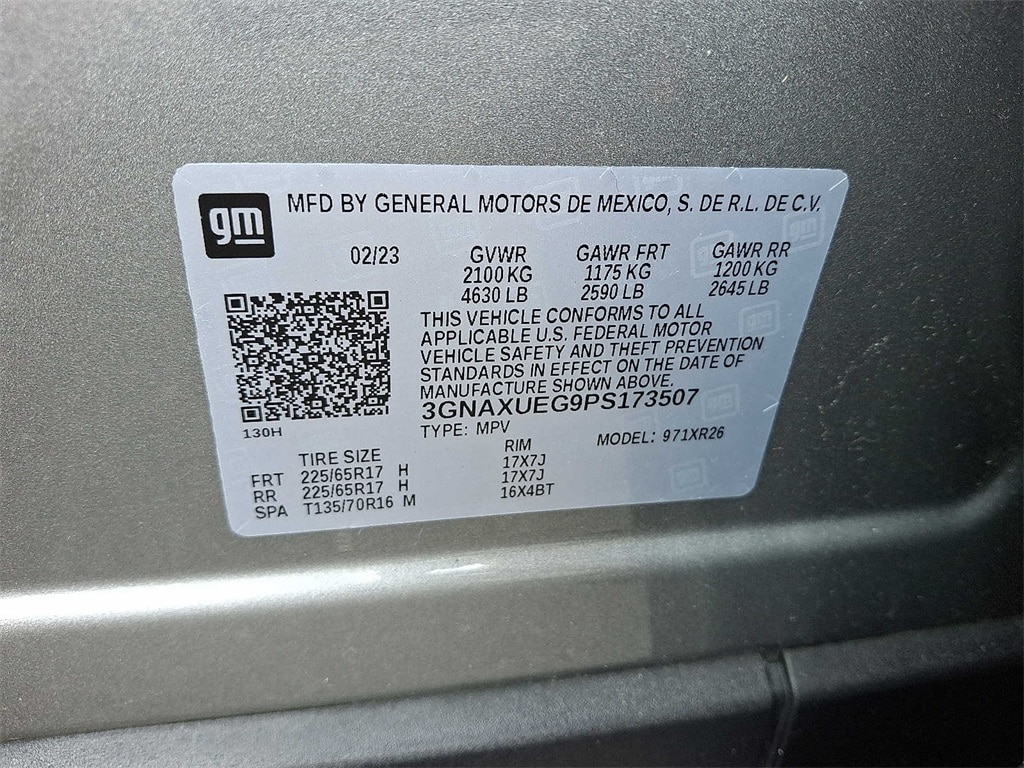 gm
MFD BY GENERAL MOTORS DE MEXICO, S. DE R.L. DE C.V.
02/23 GVWR GAWR FRT GAWR RR
2100 KG 1175 KG 1200 KG
4630 LB 2590 LB 2645 LB
THIS VEHICLE CONFORMS TO ALL
APPLICABLE U.S. FEDERAL MOTOR
VEHICLE SAFETY AND THEFT PREVENTION
STANDARDS IN EFFECT ON THE DATE OF
MANUFACTURE SHOWN ABOVE.
3GNAXUEG9PS173507
130H
TYPE: MPV MODEL: 971XR26
TIRE SIZE RIM
FRT 225/65R17 H 17X7J
RR 225/65R17 H 17X7J
SPA T135/70R16 M 16X4BT